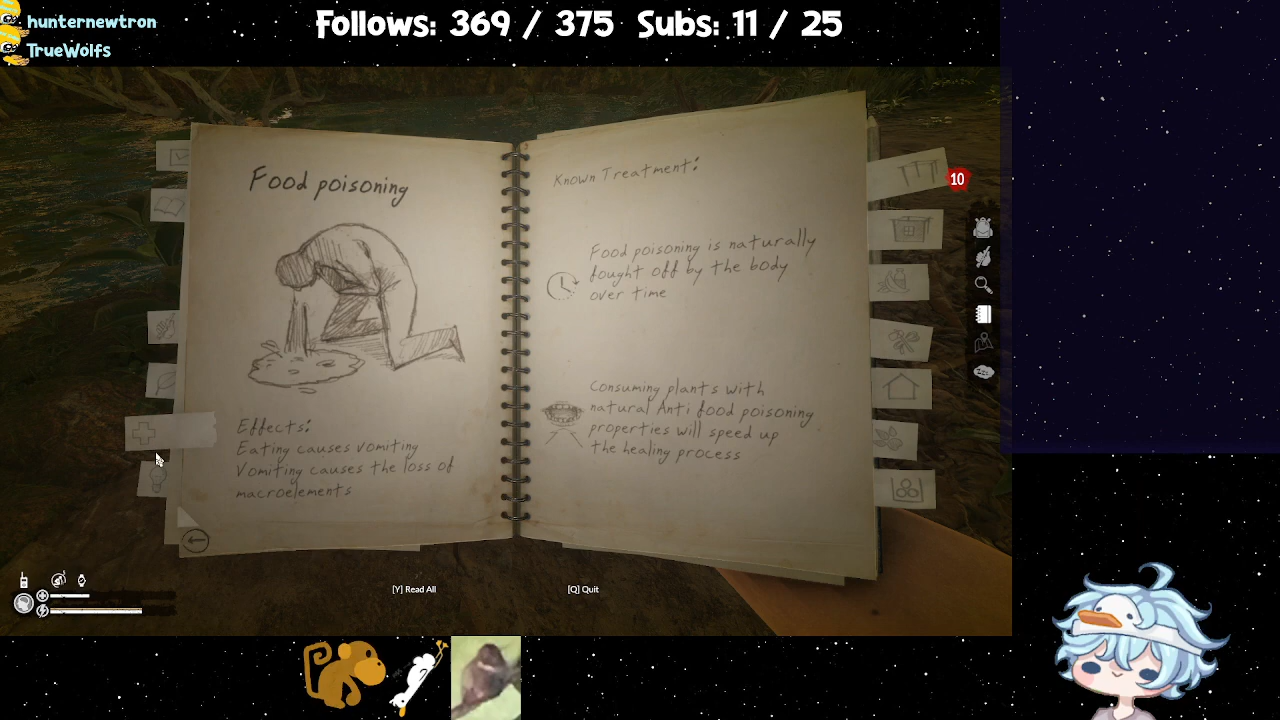 hunternewtron
TrueWolfs
Follows: 369 / 375 Subs: 11 / 25
Food poisoning
Effects:
Eating causes vomiting
Vomiting causes the loss of
macroelements
Known Treatment:
Food poisoning is naturally
fought off by the body
over time
Consuming plants with
natural Anti food poisoning
properties will speed up
the healing process
10
[Y] Read All
[Q] Quit